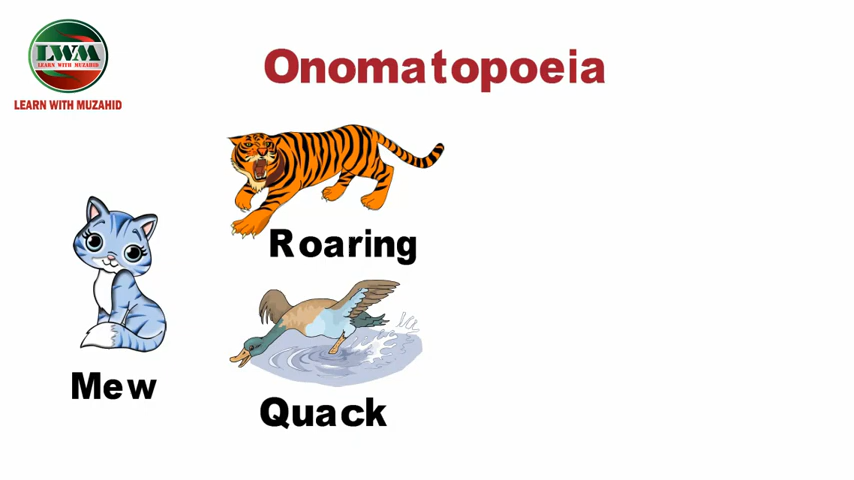 LWM
LEARN WITH MUZAHID
LEARN WITH MUZAHID
Onomatopoeia
Roaring
Mew
Quack